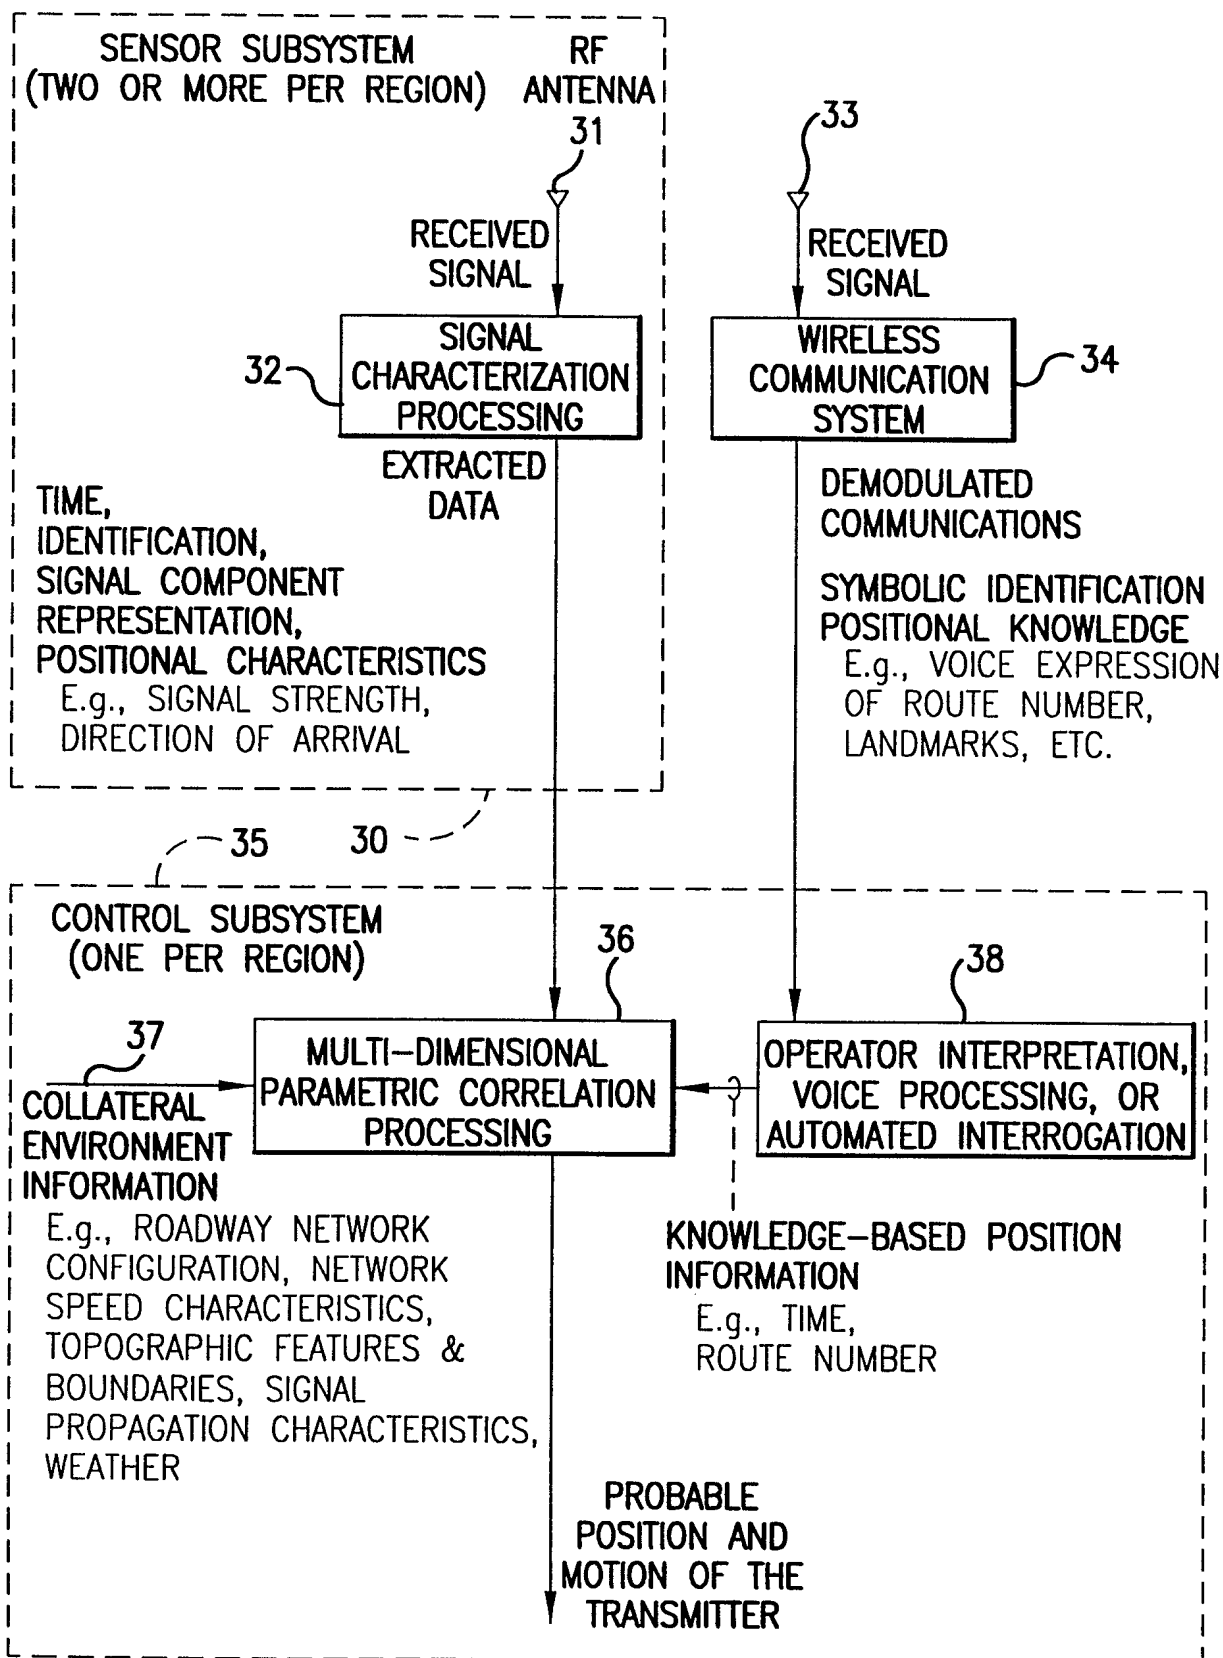 SENSOR SUBSYSTEM
(TWO OR MORE PER REGION)
RF
ANTENNA
31
33
RECEIVED
SIGNAL
RECEIVED
SIGNAL
32
SIGNAL
CHARACTERIZATION
PROCESSING
WIRELESS
COMMUNICATION
SYSTEM
34
EXTRACTED
DATA
TIME,
IDENTIFICATION,
SIGNAL COMPONENT
REPRESENTATION,
POSITIONAL CHARACTERISTICS
E.g., SIGNAL STRENGTH,
DIRECTION OF ARRIVAL
DEMODULATED
COMMUNICATIONS
SYMBOLIC IDENTIFICATION
POSITIONAL KNOWLEDGE
E.g., VOICE EXPRESSION
OF ROUTE NUMBER,
LANDMARKS, ETC.
35
30
CONTROL SUBSYSTEM
(ONE PER REGION)
36
38
37
MULTI-DIMENSIONAL
PARAMETRIC CORRELATION
PROCESSING
OPERATOR INTERPRETATION,
VOICE PROCESSING, OR
AUTOMATED INTERROGATION
COLLATERAL
ENVIRONMENT
INFORMATION
E.g., ROADWAY NETWORK
CONFIGURATION, NETWORK
SPEED CHARACTERISTICS,
TOPOGRAPHIC FEATURES &
BOUNDARIES, SIGNAL
PROPAGATION CHARACTERISTICS,
WEATHER
KNOWLEDGE-BASED POSITION
INFORMATION
E.g., TIME,
ROUTE NUMBER
PROBABLE
POSITION AND
MOTION OF THE
TRANSMITTER